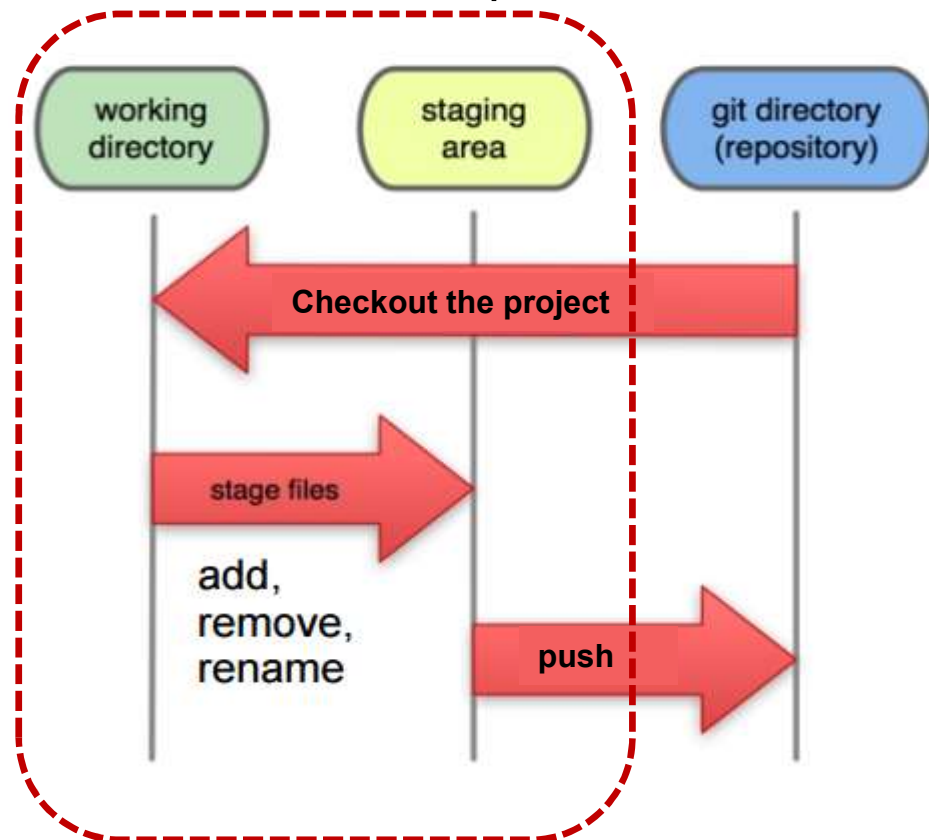 working
directory
staging
area
git directory
(repository)
Checkout the project
stage files
add,
remove,
rename
push